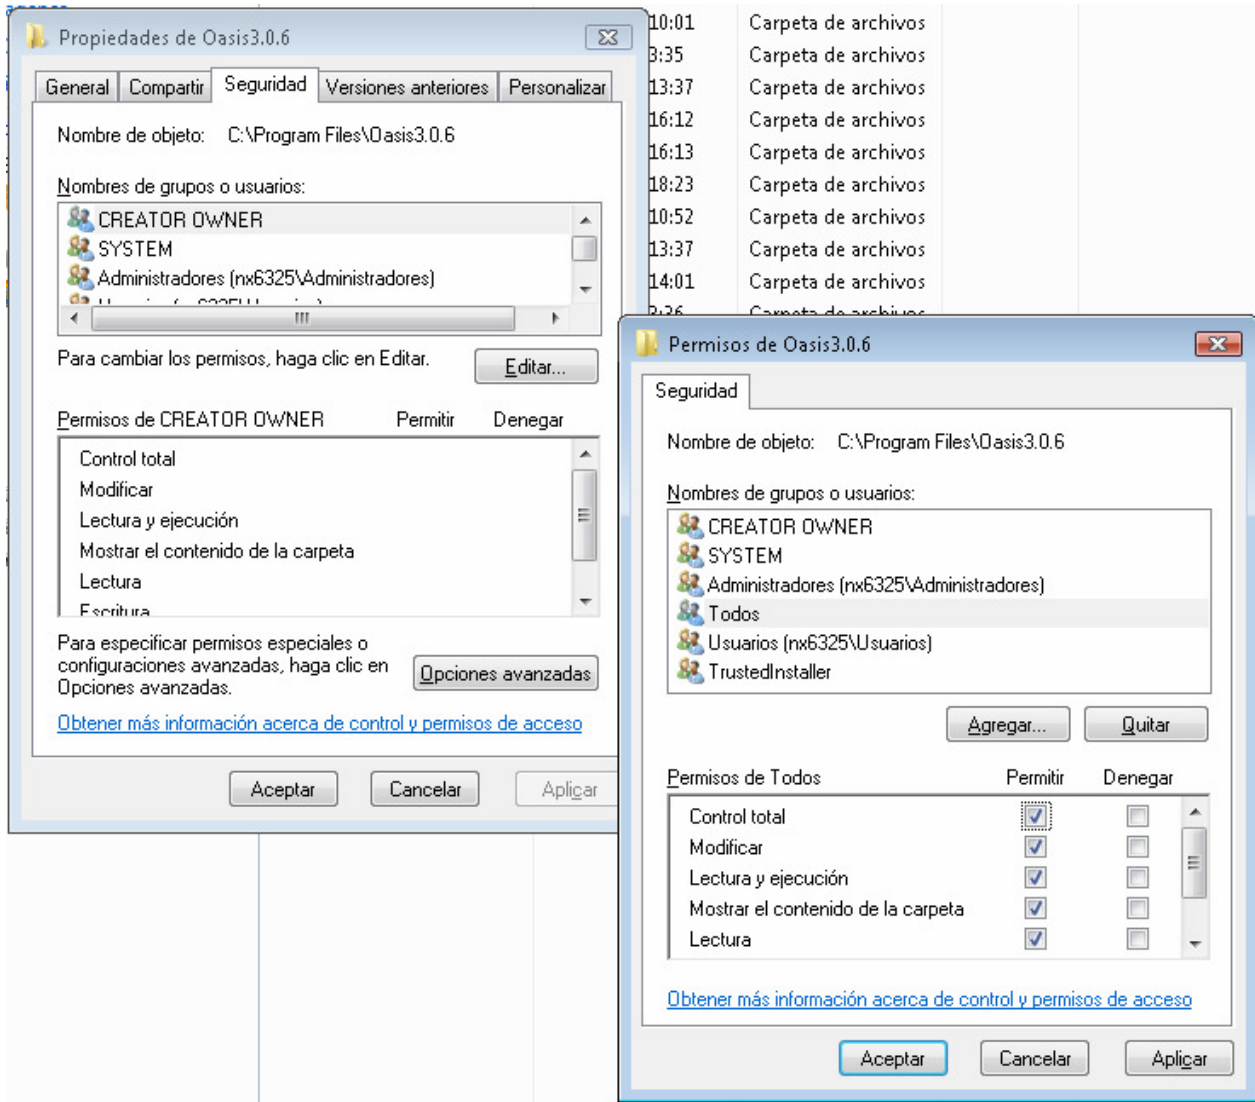 Propiedades de Oasis3.0.6
General Compartir Seguridad Versiones anteriores Personalizar
Nombre de objeto: C:\Program Files\Oasis3.0.6
Nombres de grupos o usuarios:
CREATOR OWNER
SYSTEM
Administradores (nx6325\Administradores)
Para cambiar los permisos, haga clic en Editar.
Editar...
Permisos de CREATOR OWNER Permitir Denegar
Control total
Modificar
Lectura y ejecución
Mostrar el contenido de la carpeta
Lectura
Escritura
Para especificar permisos especiales o
configuraciones avanzadas, haga clic en
Opciones avanzadas.
Opciones avanzadas
Obtener más información acerca de control y permisos de acceso
Aceptar Cancelar Aplicar
10:01 Carpeta de archivos
3:35 Carpeta de archivos
13:37 Carpeta de archivos
16:12 Carpeta de archivos
16:13 Carpeta de archivos
18:23 Carpeta de archivos
10:52 Carpeta de archivos
13:37 Carpeta de archivos
14:01 Carpeta de archivos
Carpeta de archivos
Permisos de Oasis3.0.6
Seguridad
Nombre de objeto: C:\Program Files\Oasis3.0.6
Nombres de grupos o usuarios:
CREATOR OWNER
SYSTEM
Administradores (nx6325\Administradores)
Todos
Usuarios (nx6325\Usuarios)
TrustedInstaller
Agregar... Quitar
Permisos de Todos Permitir Denegar
Control total
Modificar
Lectura y ejecución
Mostrar el contenido de la carpeta
Lectura
Obtener más información acerca de control y permisos de acceso
Aceptar Cancelar Aplicar